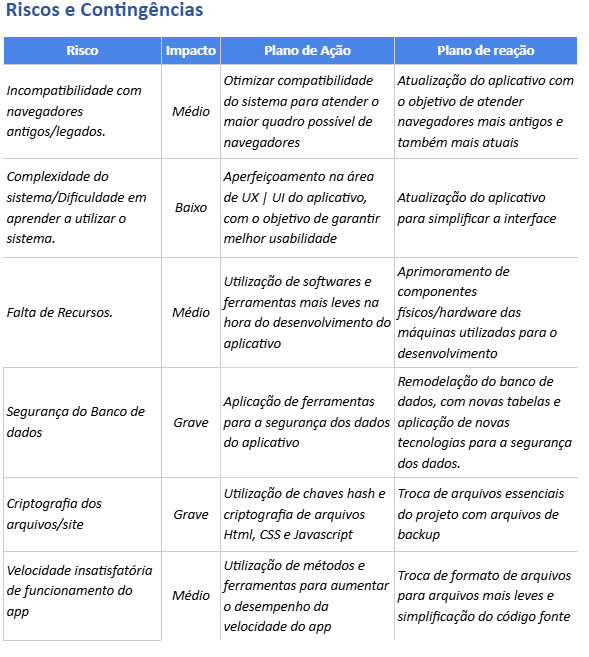 Riscos e Contingências
Risco
Impacto
Plano de Ação
Plano de reação
Incompatibilidade com
navegadores
antigos/legados.
Médio
Otimizar compatibilidade
do sistema para atender o
maior quadro possível de
navegadores
Atualização do aplicativo com
o objetivo de atender
navegadores mais antigos e
também mais atuais
Complexidade do
sistema/Dificuldade em
aprender a utilizar o
sistema.
Baixo
Aperfeiçoamento na área
de UX | UI do aplicativo,
com o objetivo de garantir
melhor usabilidade
Atualização do aplicativo
para simplificar a interface
Falta de Recursos.
Médio
Utilização de softwares e
ferramentas mais leves na
hora do desenvolvimento do
aplicativo
Aprimoramento de
componentes
físicos/hardware das
máquinas utilizadas para o
desenvolvimento
Segurança do Banco de
dados
Grave
Aplicação de ferramentas
para a segurança dos dados
do aplicativo
Remodelação do banco de
dados, com novas tabelas e
aplicação de novas
tecnologias para a segurança
dos dados.
Criptografia dos
arquivos/site
Grave
Utilização de chaves hash e
criptografia de arquivos
Html, CSS e Javascript
Troca de arquivos essenciais
do projeto com arquivos de
backup
Velocidade insatisfatória
de funcionamento do
app
Médio
Utilização de métodos e
ferramentas para aumentar
o desempenho da
velocidade do app
Troca de formato de arquivos
para arquivos mais leves e
simplificação do código fonte